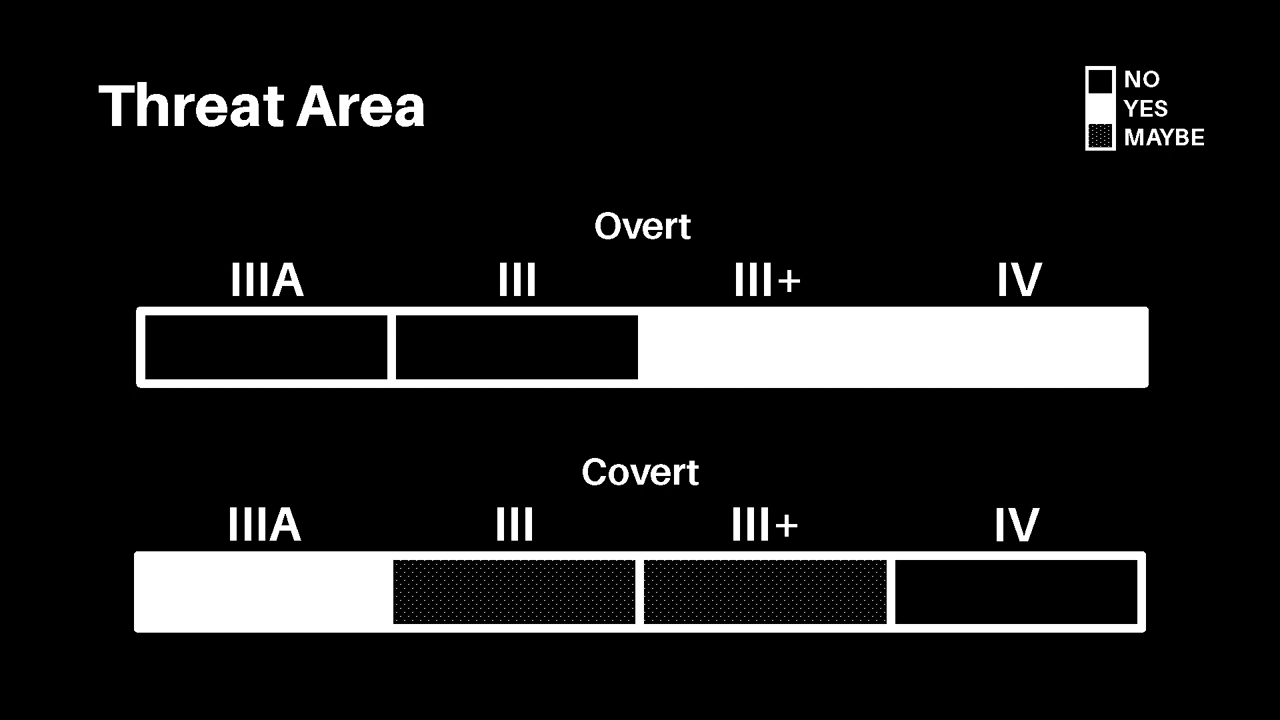 Threat Area
NO
YES
MAYBE
Overt
IIIA III III+ IV
Covert
IIIA III III+ IV